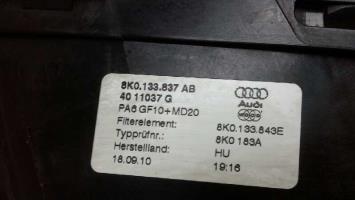 8K0.133.837 AB
40 11037 G
PA6 GF10+MD20
Audi
Filterelement: 8K0.133.843E
Typprüfnr.: 8K0 183A
Herstellland: HU
18.09.10 19:16